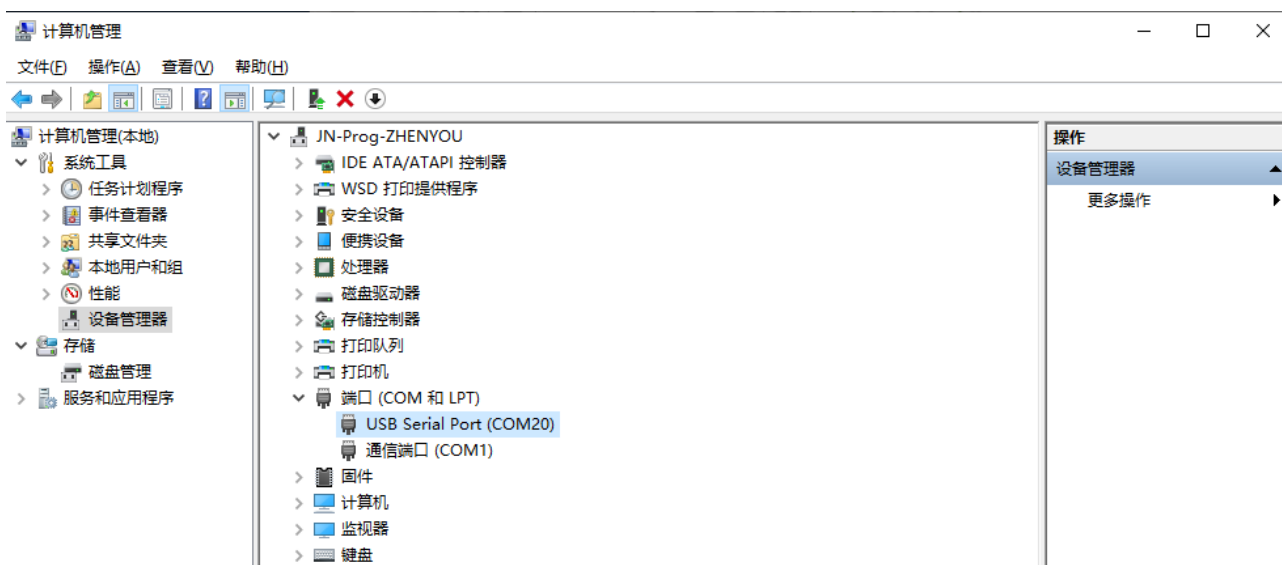 计算机管理
文件(F) 操作(A) 查看(V) 帮助(H)
计算机管理(本地)
系统工具
任务计划程序
事件查看器
共享文件夹
本地用户和组
性能
设备管理器
存储
磁盘管理
服务和应用程序
JN-Prog-ZHENYOU
IDE ATA/ATAPI 控制器
WSD 打印提供程序
安全设备
便携设备
处理器
磁盘驱动器
存储控制器
打印队列
打印机
端口 (COM 和 LPT)
USB Serial Port (COM20)
通信端口 (COM1)
固件
计算机
监视器
键盘
操作
设备管理器
更多操作